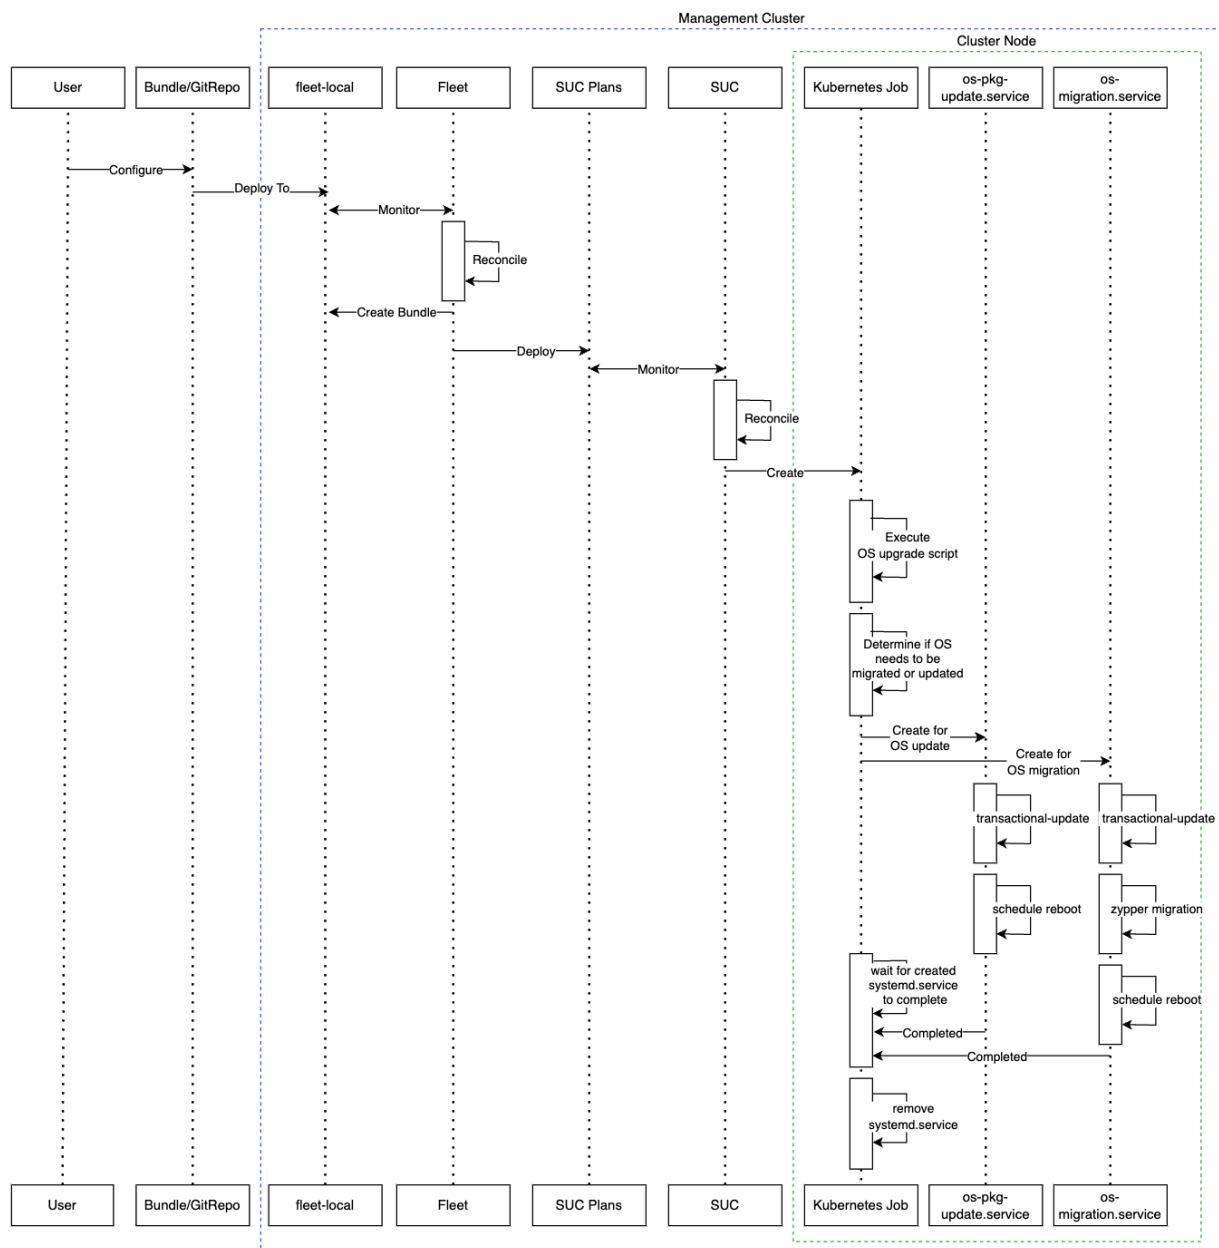 Management Cluster
Cluster Node
User
Bundle/GitRepo
fleet-local
Fleet
SUC Plans
SUC
Kubernetes Job
os-pkg-
update.service
os-
migration.service
Configure
Deploy To
Monitor
Reconcile
Create Bundle
Deploy
Monitor
Reconcile
Create
Execute
OS upgrade script
Determine if OS
needs to be
migrated or updated
Create for
OS update
Create for
OS migration
transactional-update
transactional-update
schedule reboot
zypper migration
wait for created
systemd.service
to complete
schedule reboot
Completed
Completed
remove
systemd.service
User
Bundle/GitRepo
fleet-local
Fleet
SUC Plans
SUC
Kubernetes Job
os-pkg-
update.service
os-
migration.service